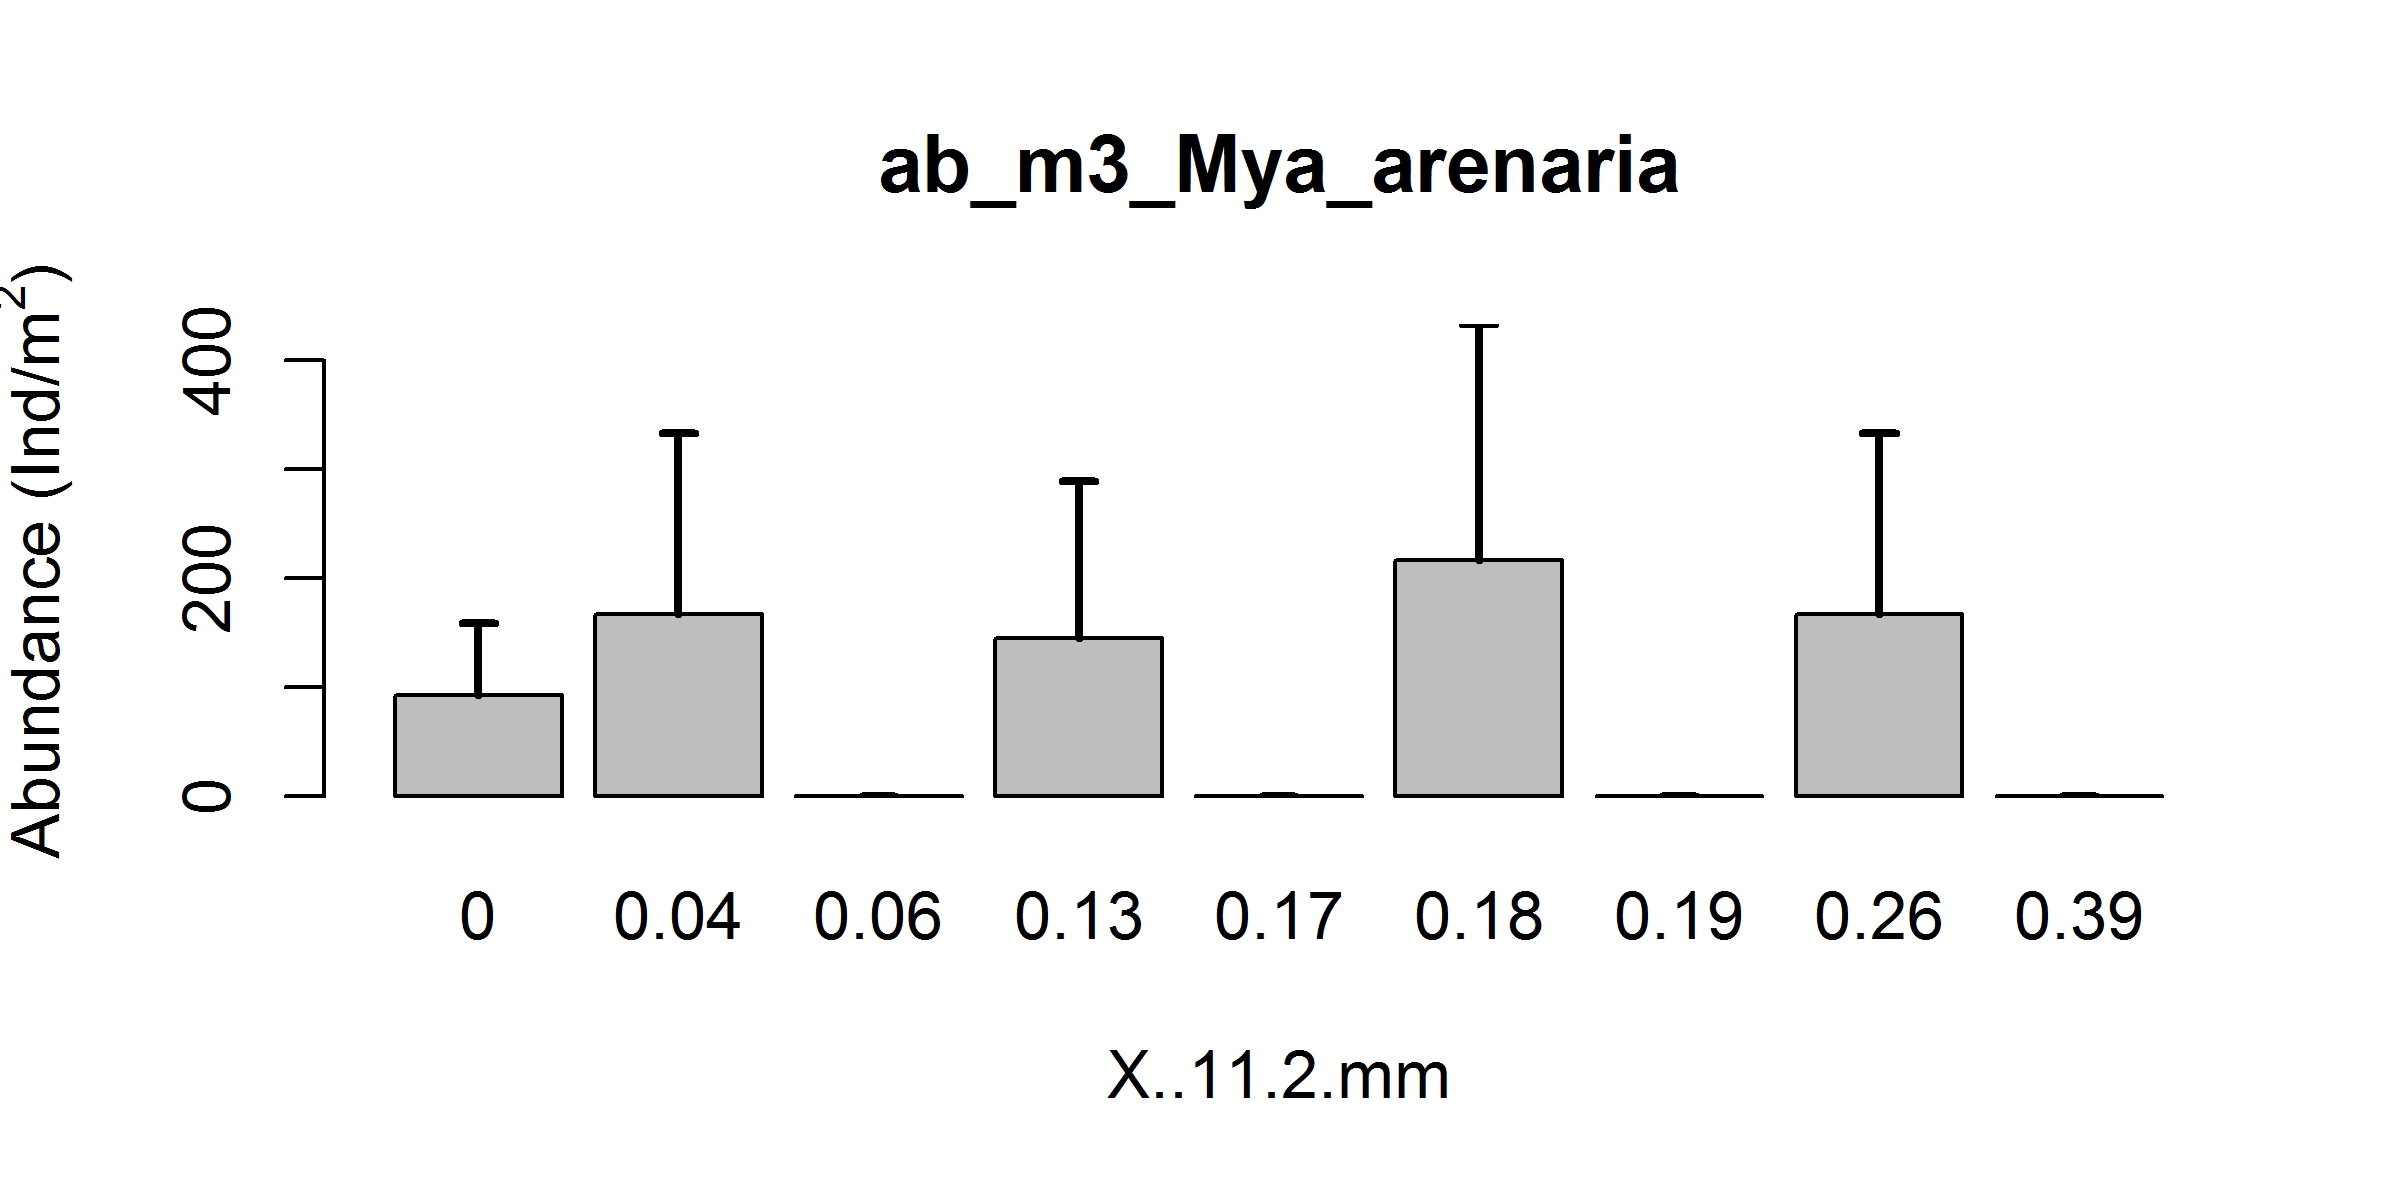 ab_m3_Mya_arenaria
Abundance (Ind/m²)
400
200
0
0 0.04 0.06 0.13 0.17 0.18 0.19 0.26 0.39
X..11.2.mm